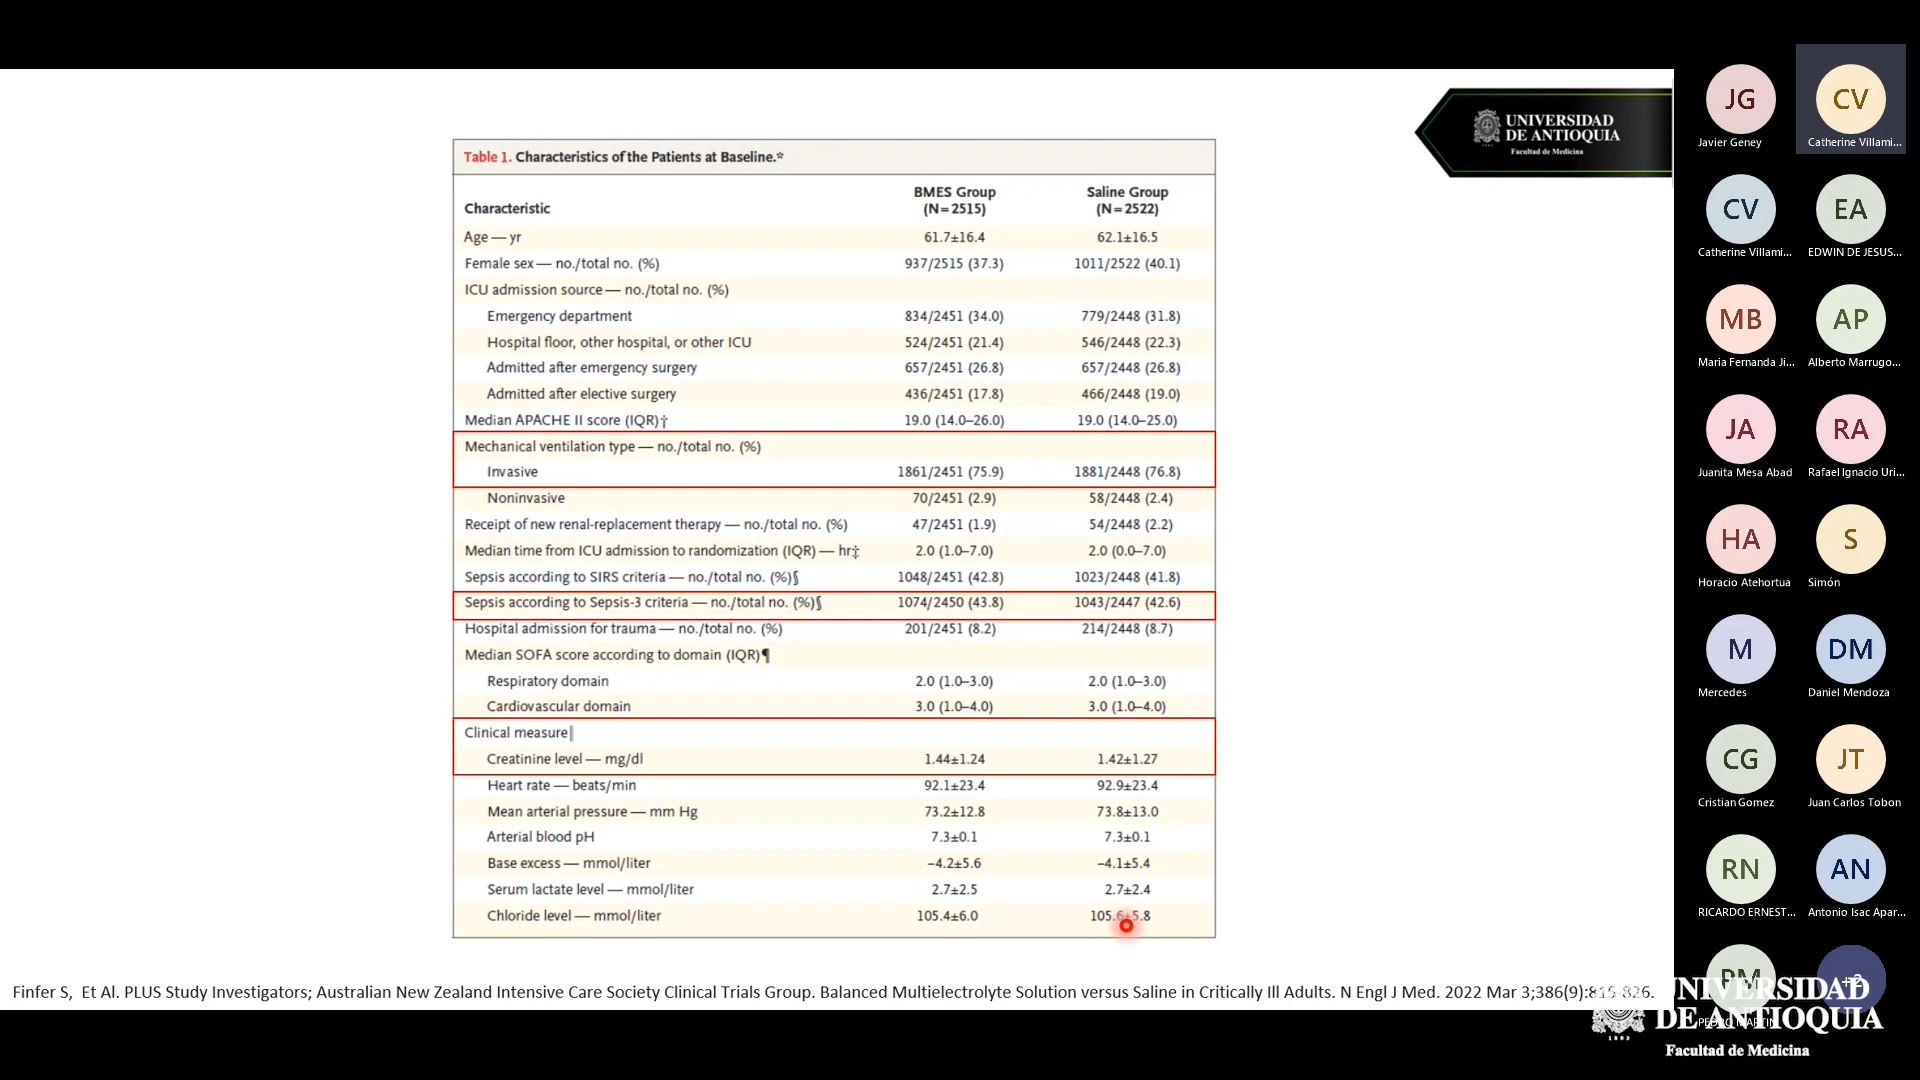 UNIVERSIDAD
DE ANTIOQUIA
Facultad de Medicina
Table 1. Characteristics of the Patients at Baseline.*
Characteristic BMES Group (N=2515) Saline Group (N=2522)
Age — yr 61.7±16.4 62.1±16.5
Female sex — no./total no. (%) 937/2515 (37.3) 1011/2522 (40.1)
ICU admission source — no./total no. (%)
Emergency department 834/2451 (34.0) 779/2448 (31.8)
Hospital floor, other hospital, or other ICU 524/2451 (21.4) 546/2448 (22.3)
Admitted after emergency surgery 657/2451 (26.8) 657/2448 (26.8)
Admitted after elective surgery 436/2451 (17.8) 466/2448 (19.0)
Median APACHE II score (IQR)† 19.0 (14.0–26.0) 19.0 (14.0–25.0)
Mechanical ventilation type — no./total no. (%)
Invasive 1861/2451 (75.9) 1881/2448 (76.8)
Noninvasive 70/2451 (2.9) 58/2448 (2.4)
Receipt of new renal-replacement therapy — no./total no. (%) 47/2451 (1.9) 54/2448 (2.2)
Median time from ICU admission to randomization (IQR) — hr‡ 2.0 (1.0–7.0) 2.0 (0.0–7.0)
Sepsis according to SIRS criteria — no./total no. (%)§ 1048/2451 (42.8) 1023/2448 (41.8)
Sepsis according to Sepsis-3 criteria — no./total no. (%)§ 1074/2450 (43.8) 1043/2447 (42.6)
Hospital admission for trauma — no./total no. (%) 201/2451 (8.2) 214/2448 (8.7)
Median SOFA score according to domain (IQR)¶
Respiratory domain 2.0 (1.0–3.0) 2.0 (1.0–3.0)
Cardiovascular domain 3.0 (1.0–4.0) 3.0 (1.0–4.0)
Clinical measure‖
Creatinine level — mg/dl 1.44±1.24 1.42±1.27
Heart rate — beats/min 92.1±23.4 92.9±23.4
Mean arterial pressure — mm Hg 73.2±12.8 73.8±13.0
Arterial blood pH 7.3±0.1 7.3±0.1
Base excess — mmol/liter −4.2±5.6 −4.1±5.4
Serum lactate level — mmol/liter 2.7±2.5 2.7±2.4
Chloride level — mmol/liter 105.4±6.0 105.6±5.8
Finfer S, Et Al. PLUS Study Investigators; Australian New Zealand Intensive Care Society Clinical Trials Group. Balanced Multielectrolyte Solution versus Saline in Critically Ill Adults. N Engl J Med. 2022 Mar 3;386(9):815-826.
JG CV
Javier Geney Catherine Villami...
CV EA
Catherine Villami... EDWIN DE JESUS...
MB AP
Maria Fernanda Ji... Alberto Marrugo...
JA RA
Juanita Mesa Abad Rafael Ignacio Uri...
HA S
Horacio Atehortua Simón
M DM
Mercedes Daniel Mendoza
CG JT
Cristian Gomez Juan Carlos Tobon
RN AN
RICARDO ERNEST... Antonio Isac Apar...
PM +2
UNIVERSIDAD
DE ANTIOQUIA
1803
Facultad de Medicina